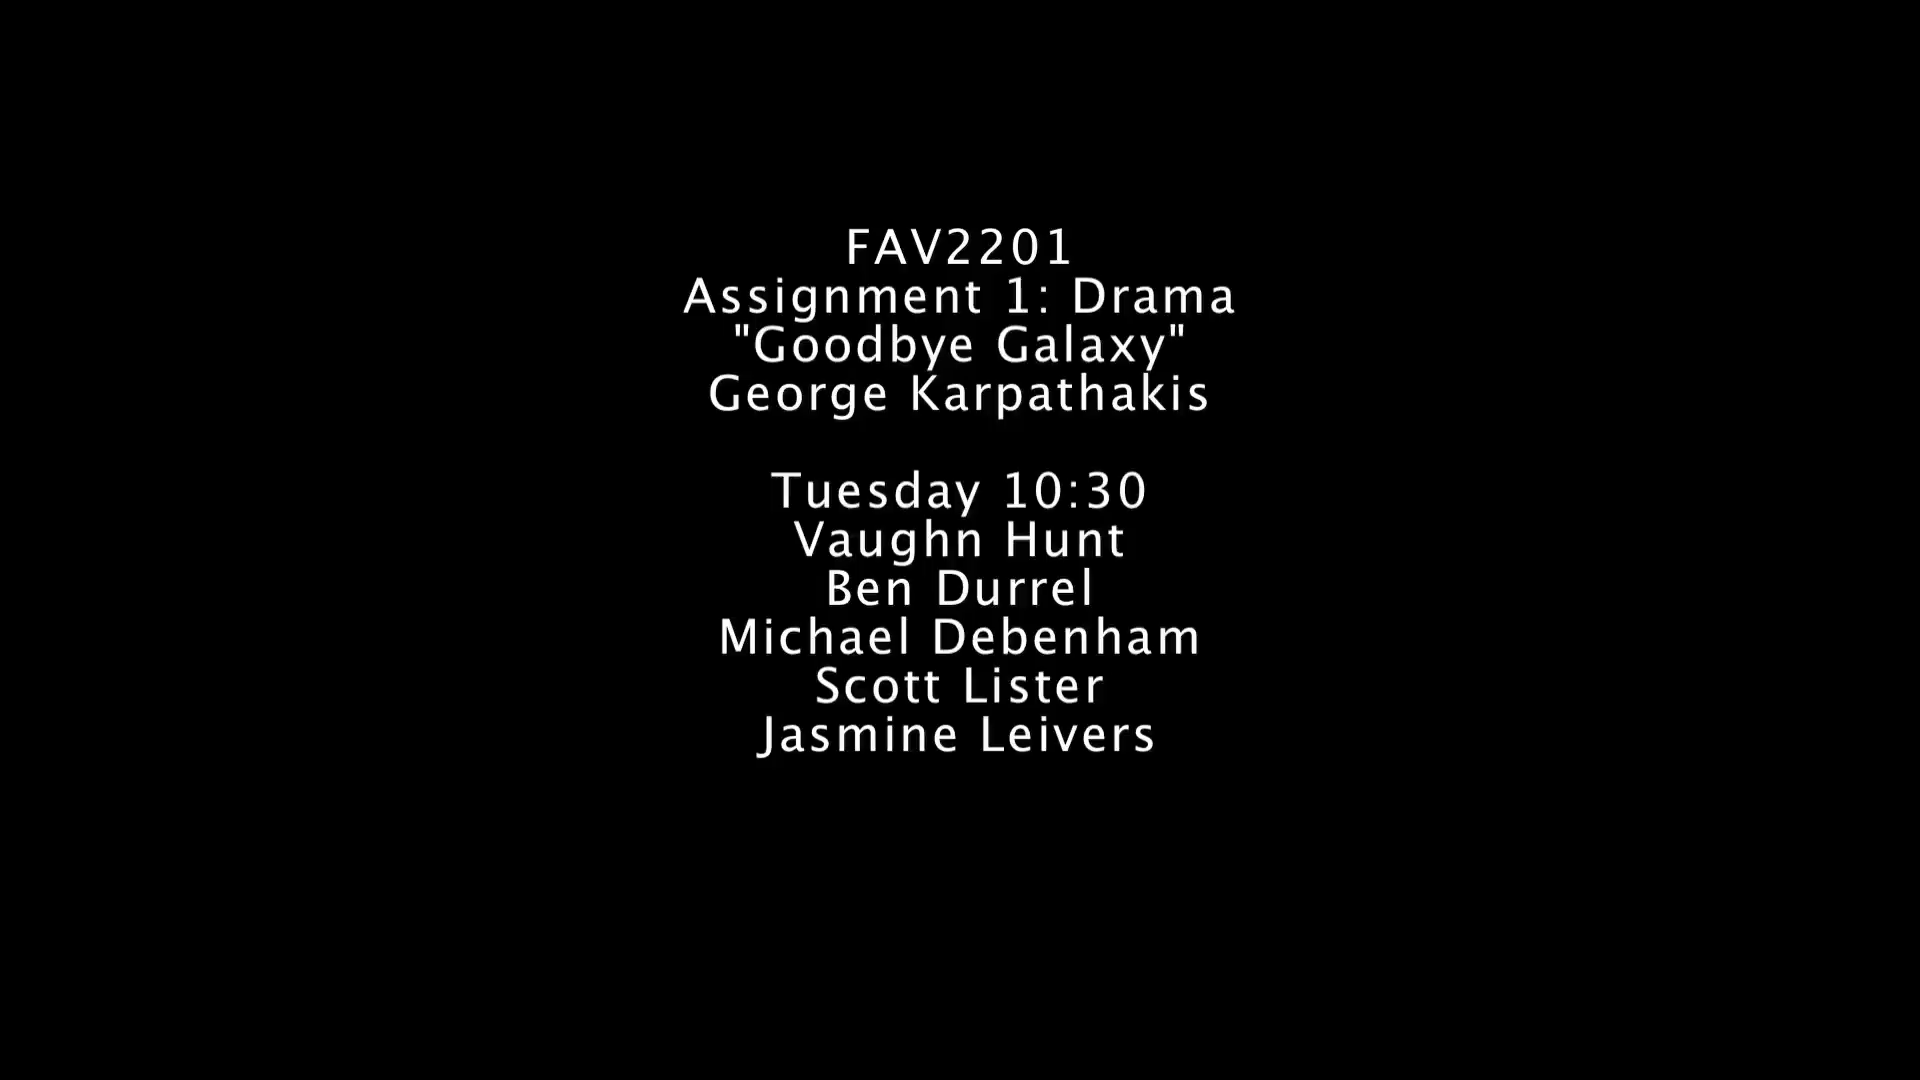 FAV2201
Assignment 1: Drama
"Goodbye Galaxy"
George Karpathakis
Tuesday 10:30
Vaughn Hunt
Ben Durrel
Michael Debenham
Scott Lister
Jasmine Leivers